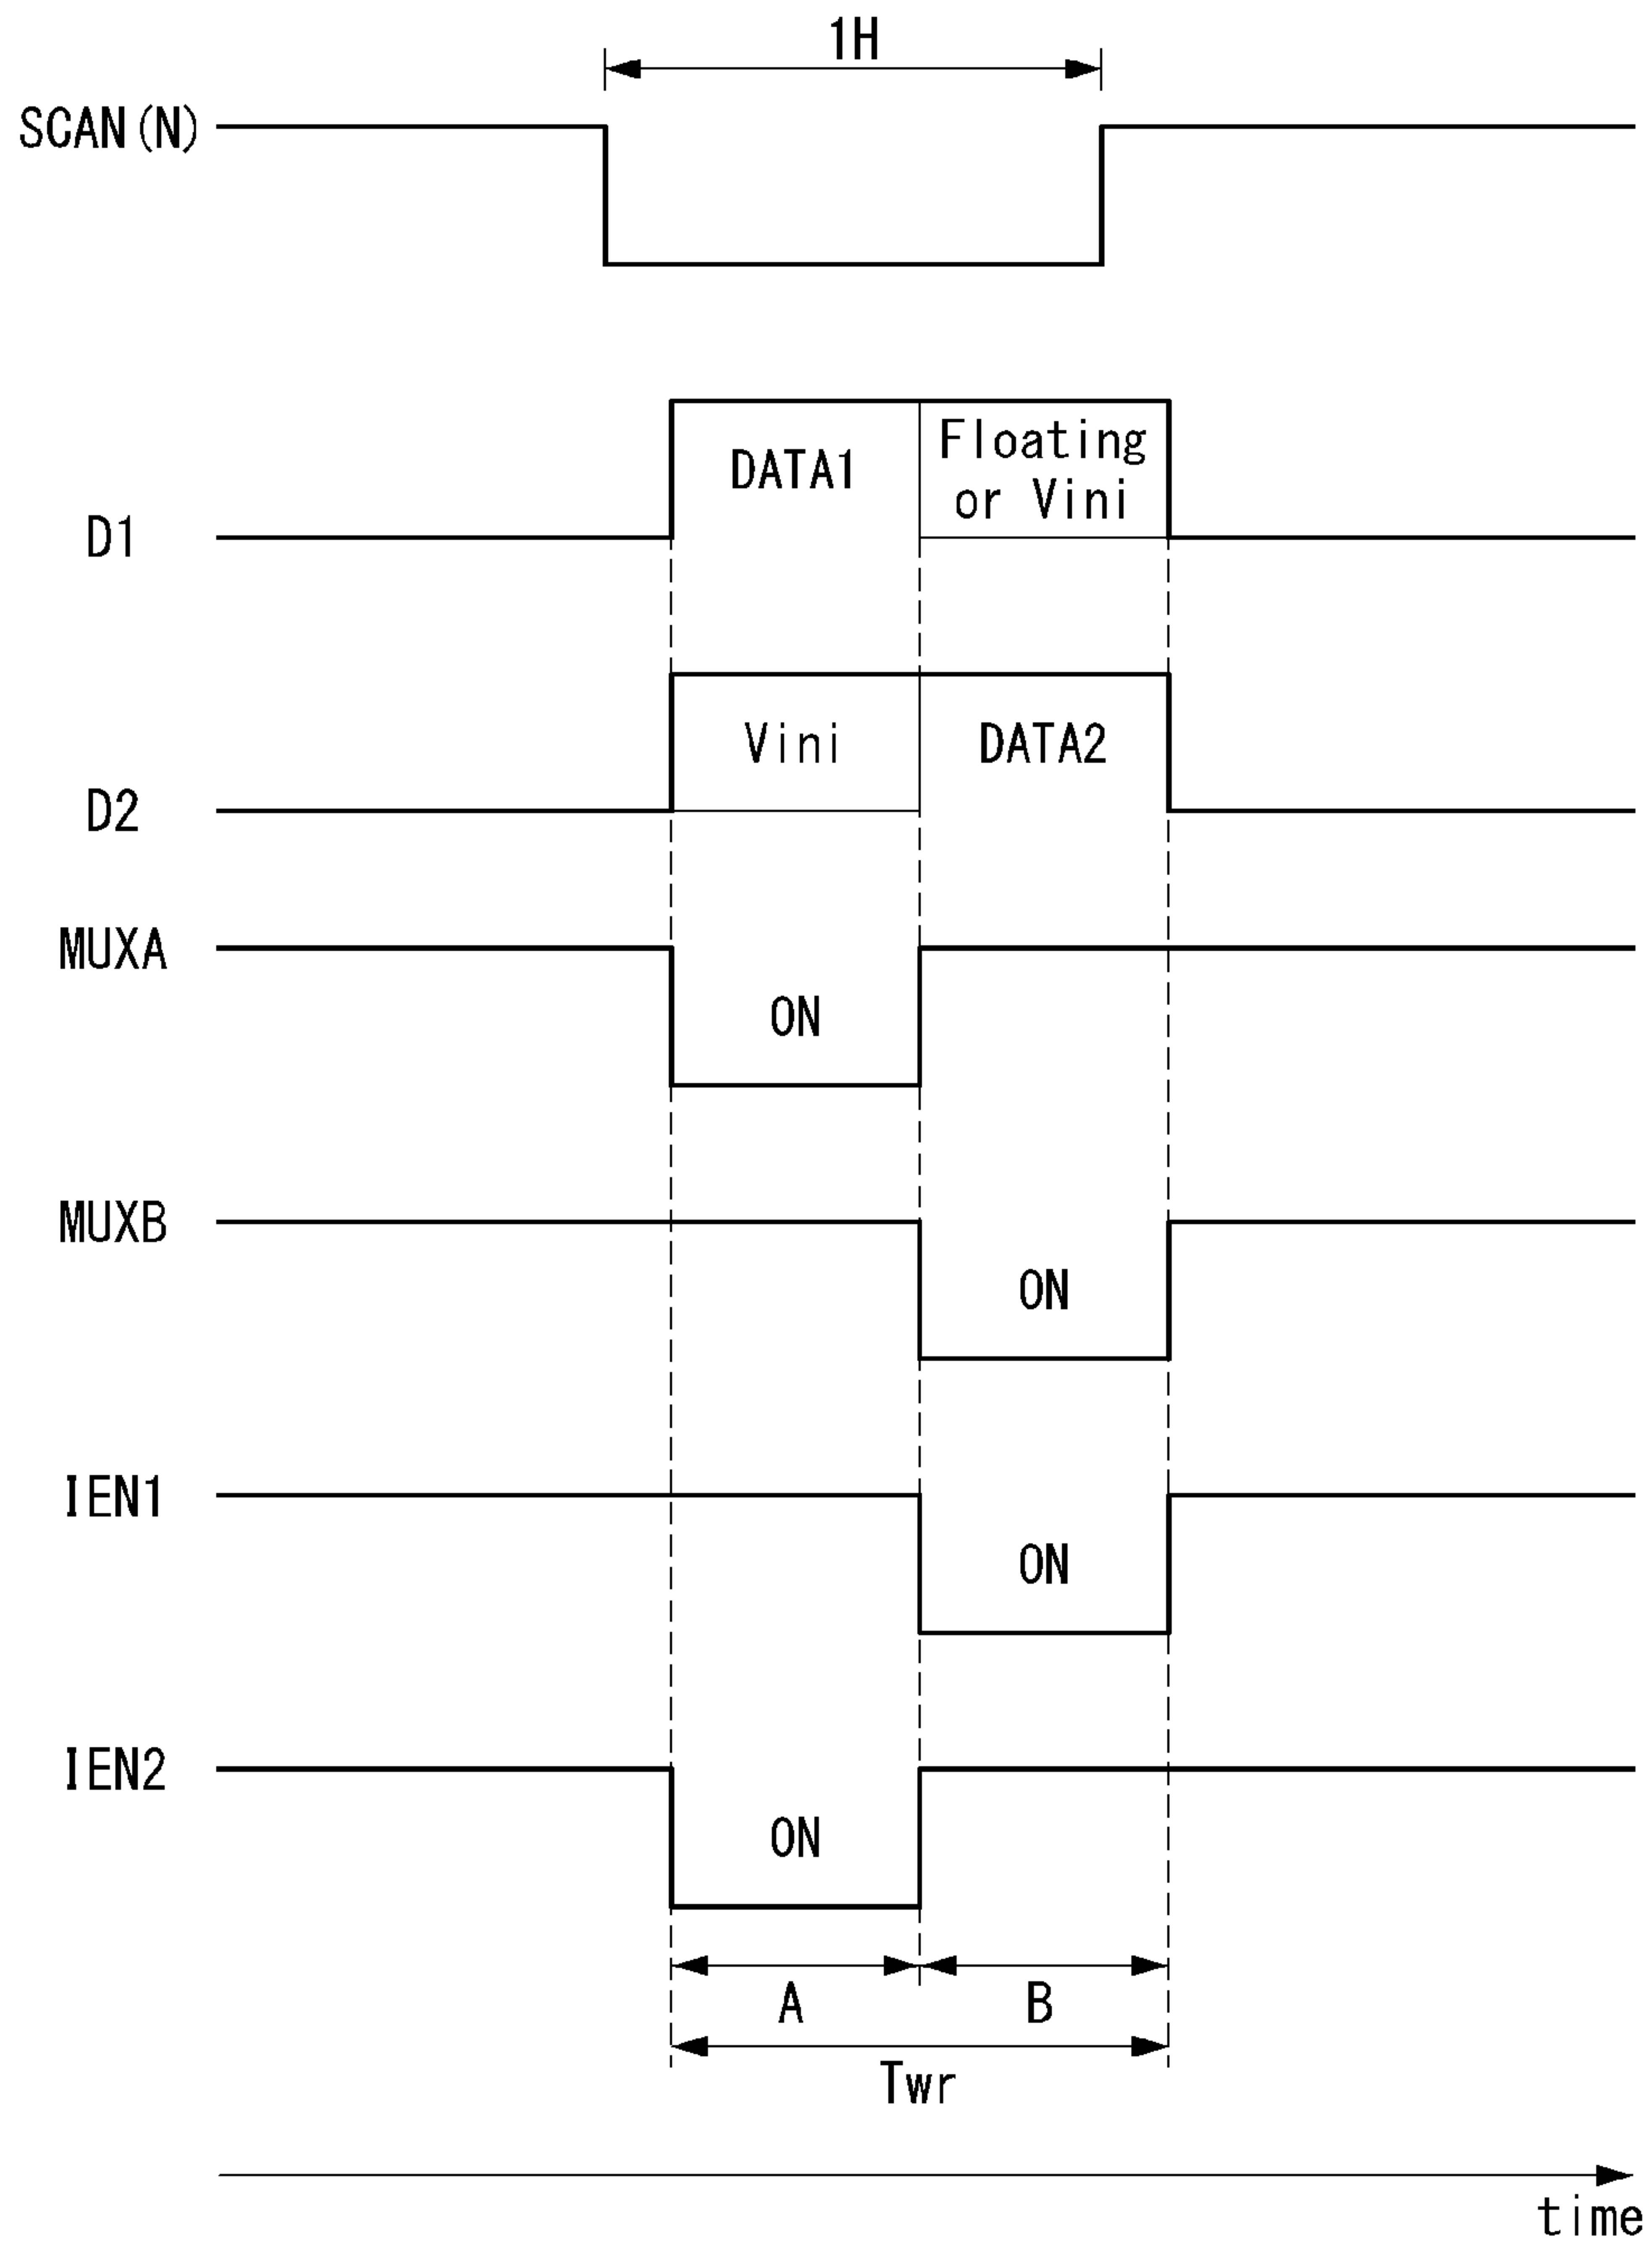 1H
SCAN(N)
DATA1
Floating
or Vini
D1
Vini
DATA2
D2
MUXA
ON
MUXB
ON
IEN1
ON
IEN2
ON
A
B
Twr
time